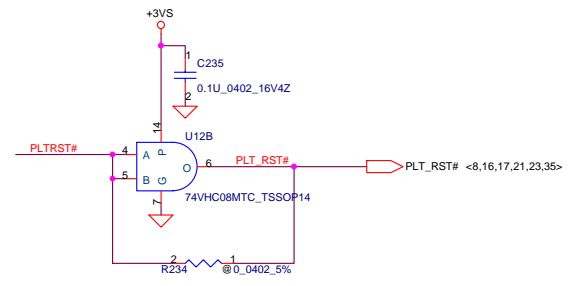 +3VS
1
C235
0.1U_0402_16V4Z
2
14
U12B
PLTRST#
4
A
P
5
B
G
O
6
PLT_RST#
PLT_RST# <8,16,17,21,23,35>
7
74VHC08MTC_TSSOP14
2
1
R234
@0_0402_5%